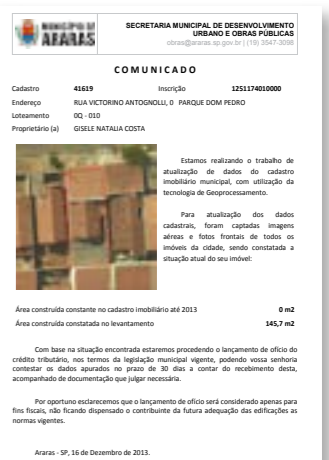 MUNICÍPIO DE
ARARAS
SECRETARIA MUNICIPAL DE DESENVOLVIMENTO
URBANO E OBRAS PÚBLICAS
obras@araras.sp.gov.br | (19) 3547-3098
COMUNICADO
Cadastro 41619 Inscrição 1251174010000
Endereço RUA VICTORINO ANTOGNOLLI, 0 PARQUE DOM PEDRO
Loteamento 0Q - 010
Proprietário (a) GISELE NATALIA COSTA
Estamos realizando o trabalho de
atualização de dados do cadastro
imobiliário municipal, com utilização da
tecnologia de Geoprocessamento.
Para atualização dos dados
cadastrais, foram captadas imagens
aéreas e fotos frontais de todos os
imóveis da cidade, sendo constatada a
situação atual do seu imóvel:
Área construída constante no cadastro imobiliário até 2013 0 m2
Área construída constatada no levantamento 145,7 m2
Com base na situação encontrada estaremos procedendo o lançamento de ofício do
crédito tributário, nos termos da legislação municipal vigente, podendo vossa senhoria
contestar os dados apurados no prazo de 30 dias a contar do recebimento desta,
acompanhado de documentação que julgar necessária.
Por oportuno esclarecemos que o lançamento de ofício será considerado apenas para
fins fiscais, não ficando dispensado o contribuinte da futura adequação das edificações as
normas vigentes.
Araras - SP, 16 de Dezembro de 2013.